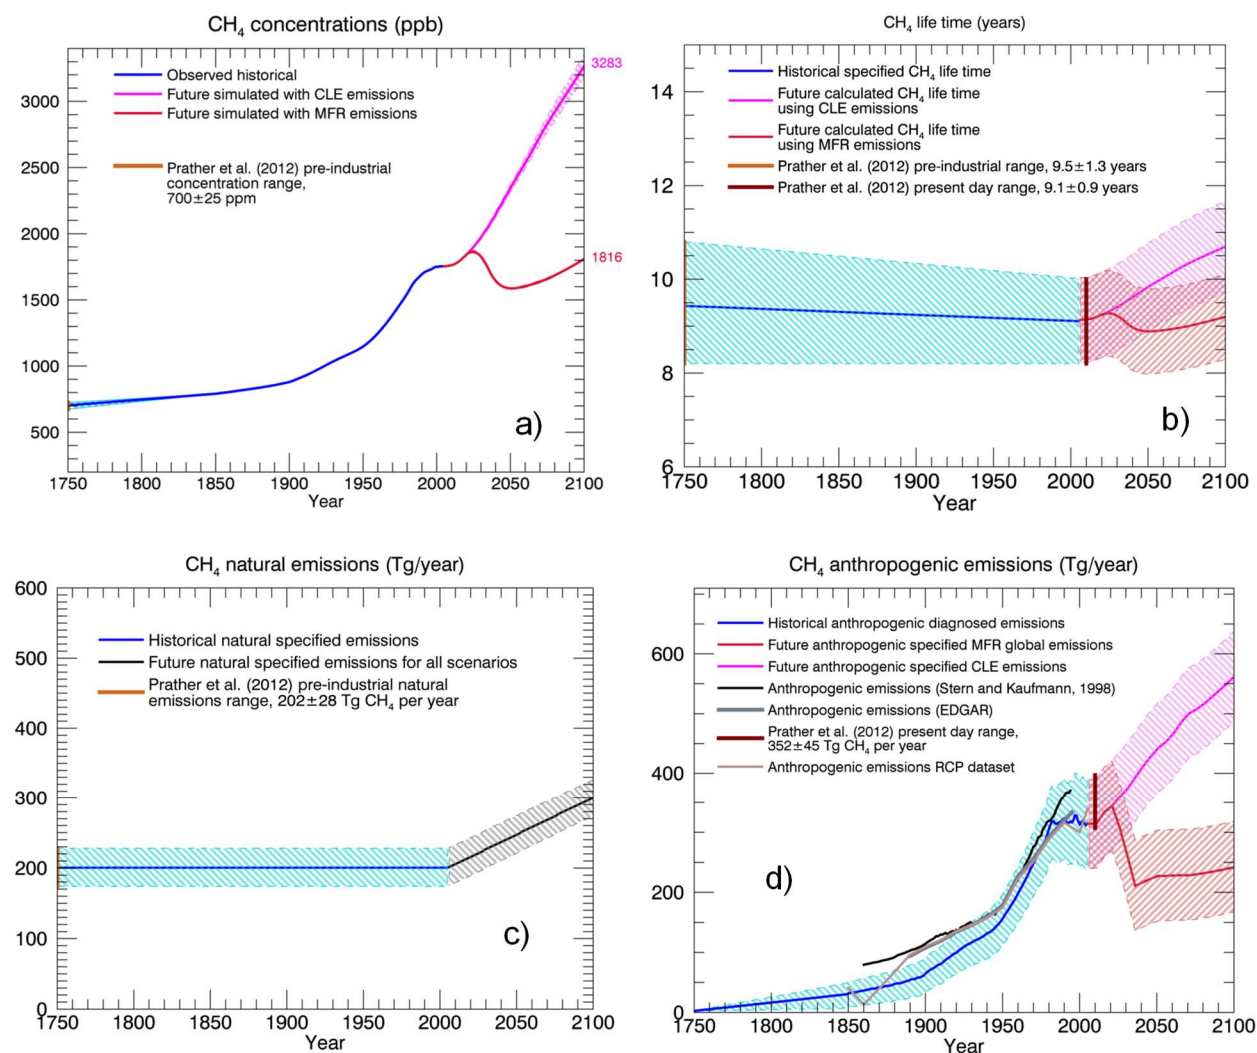 CH4 concentrations (ppb)
Observed historical
Future simulated with CLE emissions
Future simulated with MFR emissions
Prather et al. (2012) pre-industrial
concentration range,
700±25 ppm
3283
1816
3000
2500
2000
1500
1000
500
a)
1750 1800 1850 1900 1950 2000 2050 2100
Year
CH4 life time (years)
Historical specified CH4 life time
Future calculated CH4 life time
using CLE emissions
Future calculated CH4 life time
using MFR emissions
Prather et al. (2012) pre-industrial range, 9.5±1.3 years
Prather et al. (2012) present day range, 9.1±0.9 years
14
12
10
8
6
b)
1750 1800 1850 1900 1950 2000 2050 2100
Year
CH4 natural emissions (Tg/year)
Historical natural specified emissions
Future natural specified emissions for all scenarios
Prather et al. (2012) pre-industrial natural
emissions range, 202±28 Tg CH4 per year
600
500
400
300
200
100
0
c)
1750 1800 1850 1900 1950 2000 2050 2100
Year
CH4 anthropogenic emissions (Tg/year)
Historical anthropogenic diagnosed emissions
Future anthropogenic specified MFR global emissions
Future anthropogenic specified CLE emissions
Anthropogenic emissions (Stern and Kaufmann, 1998)
Anthropogenic emissions (EDGAR)
Prather et al. (2012) present day range,
352±45 Tg CH4 per year
Anthropogenic emissions RCP dataset
600
400
200
0
d)
1750 1800 1850 1900 1950 2000 2050 2100
Year